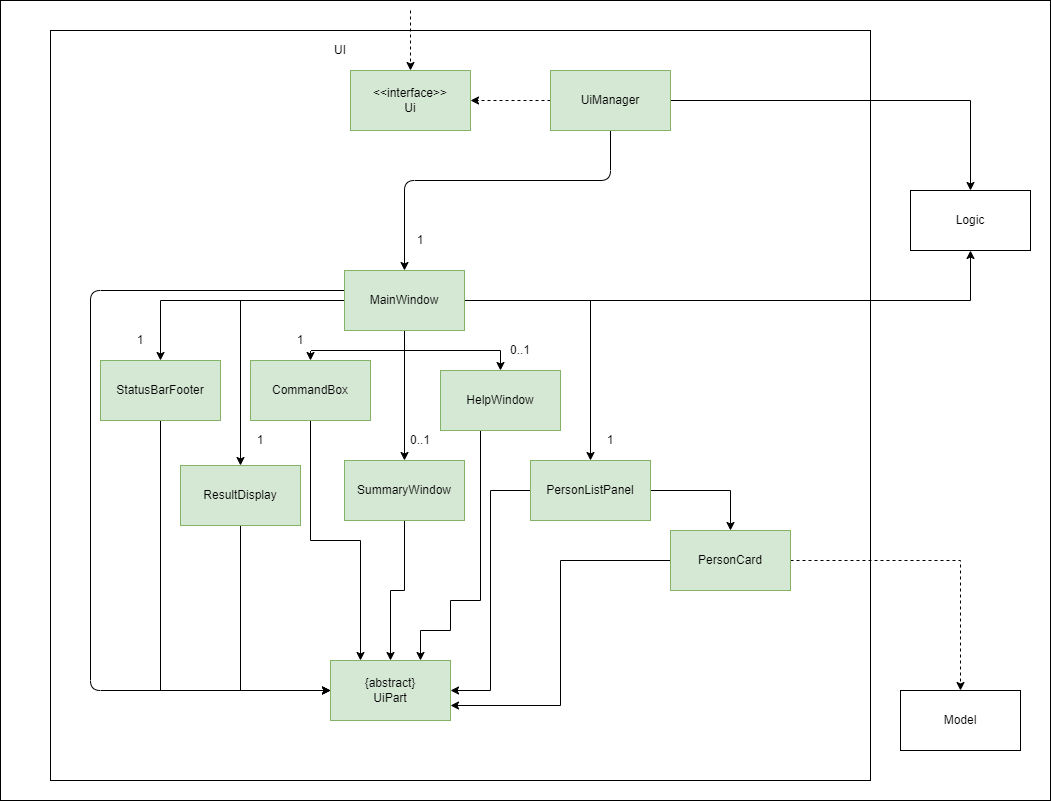 UI
<<interface>>
Ui
UiManager
Logic
1
MainWindow
1
1
0..1
StatusBarFooter
CommandBox
HelpWindow
1
0..1
1
ResultDisplay
SummaryWindow
PersonListPanel
PersonCard
{abstract}
UiPart
Model